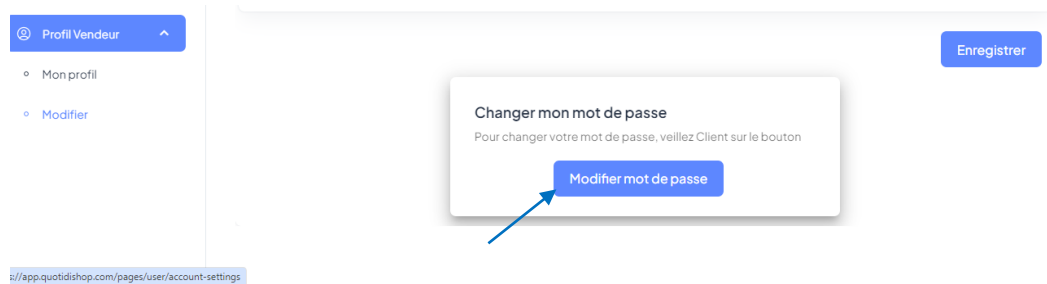 Profil Vendeur
Enregistrer
Mon profil
Modifier
Changer mon mot de passe
Pour changer votre mot de passe, veillez Client sur le bouton
Modifier mot de passe
://app.quotidishop.com/pages/user/account-settings